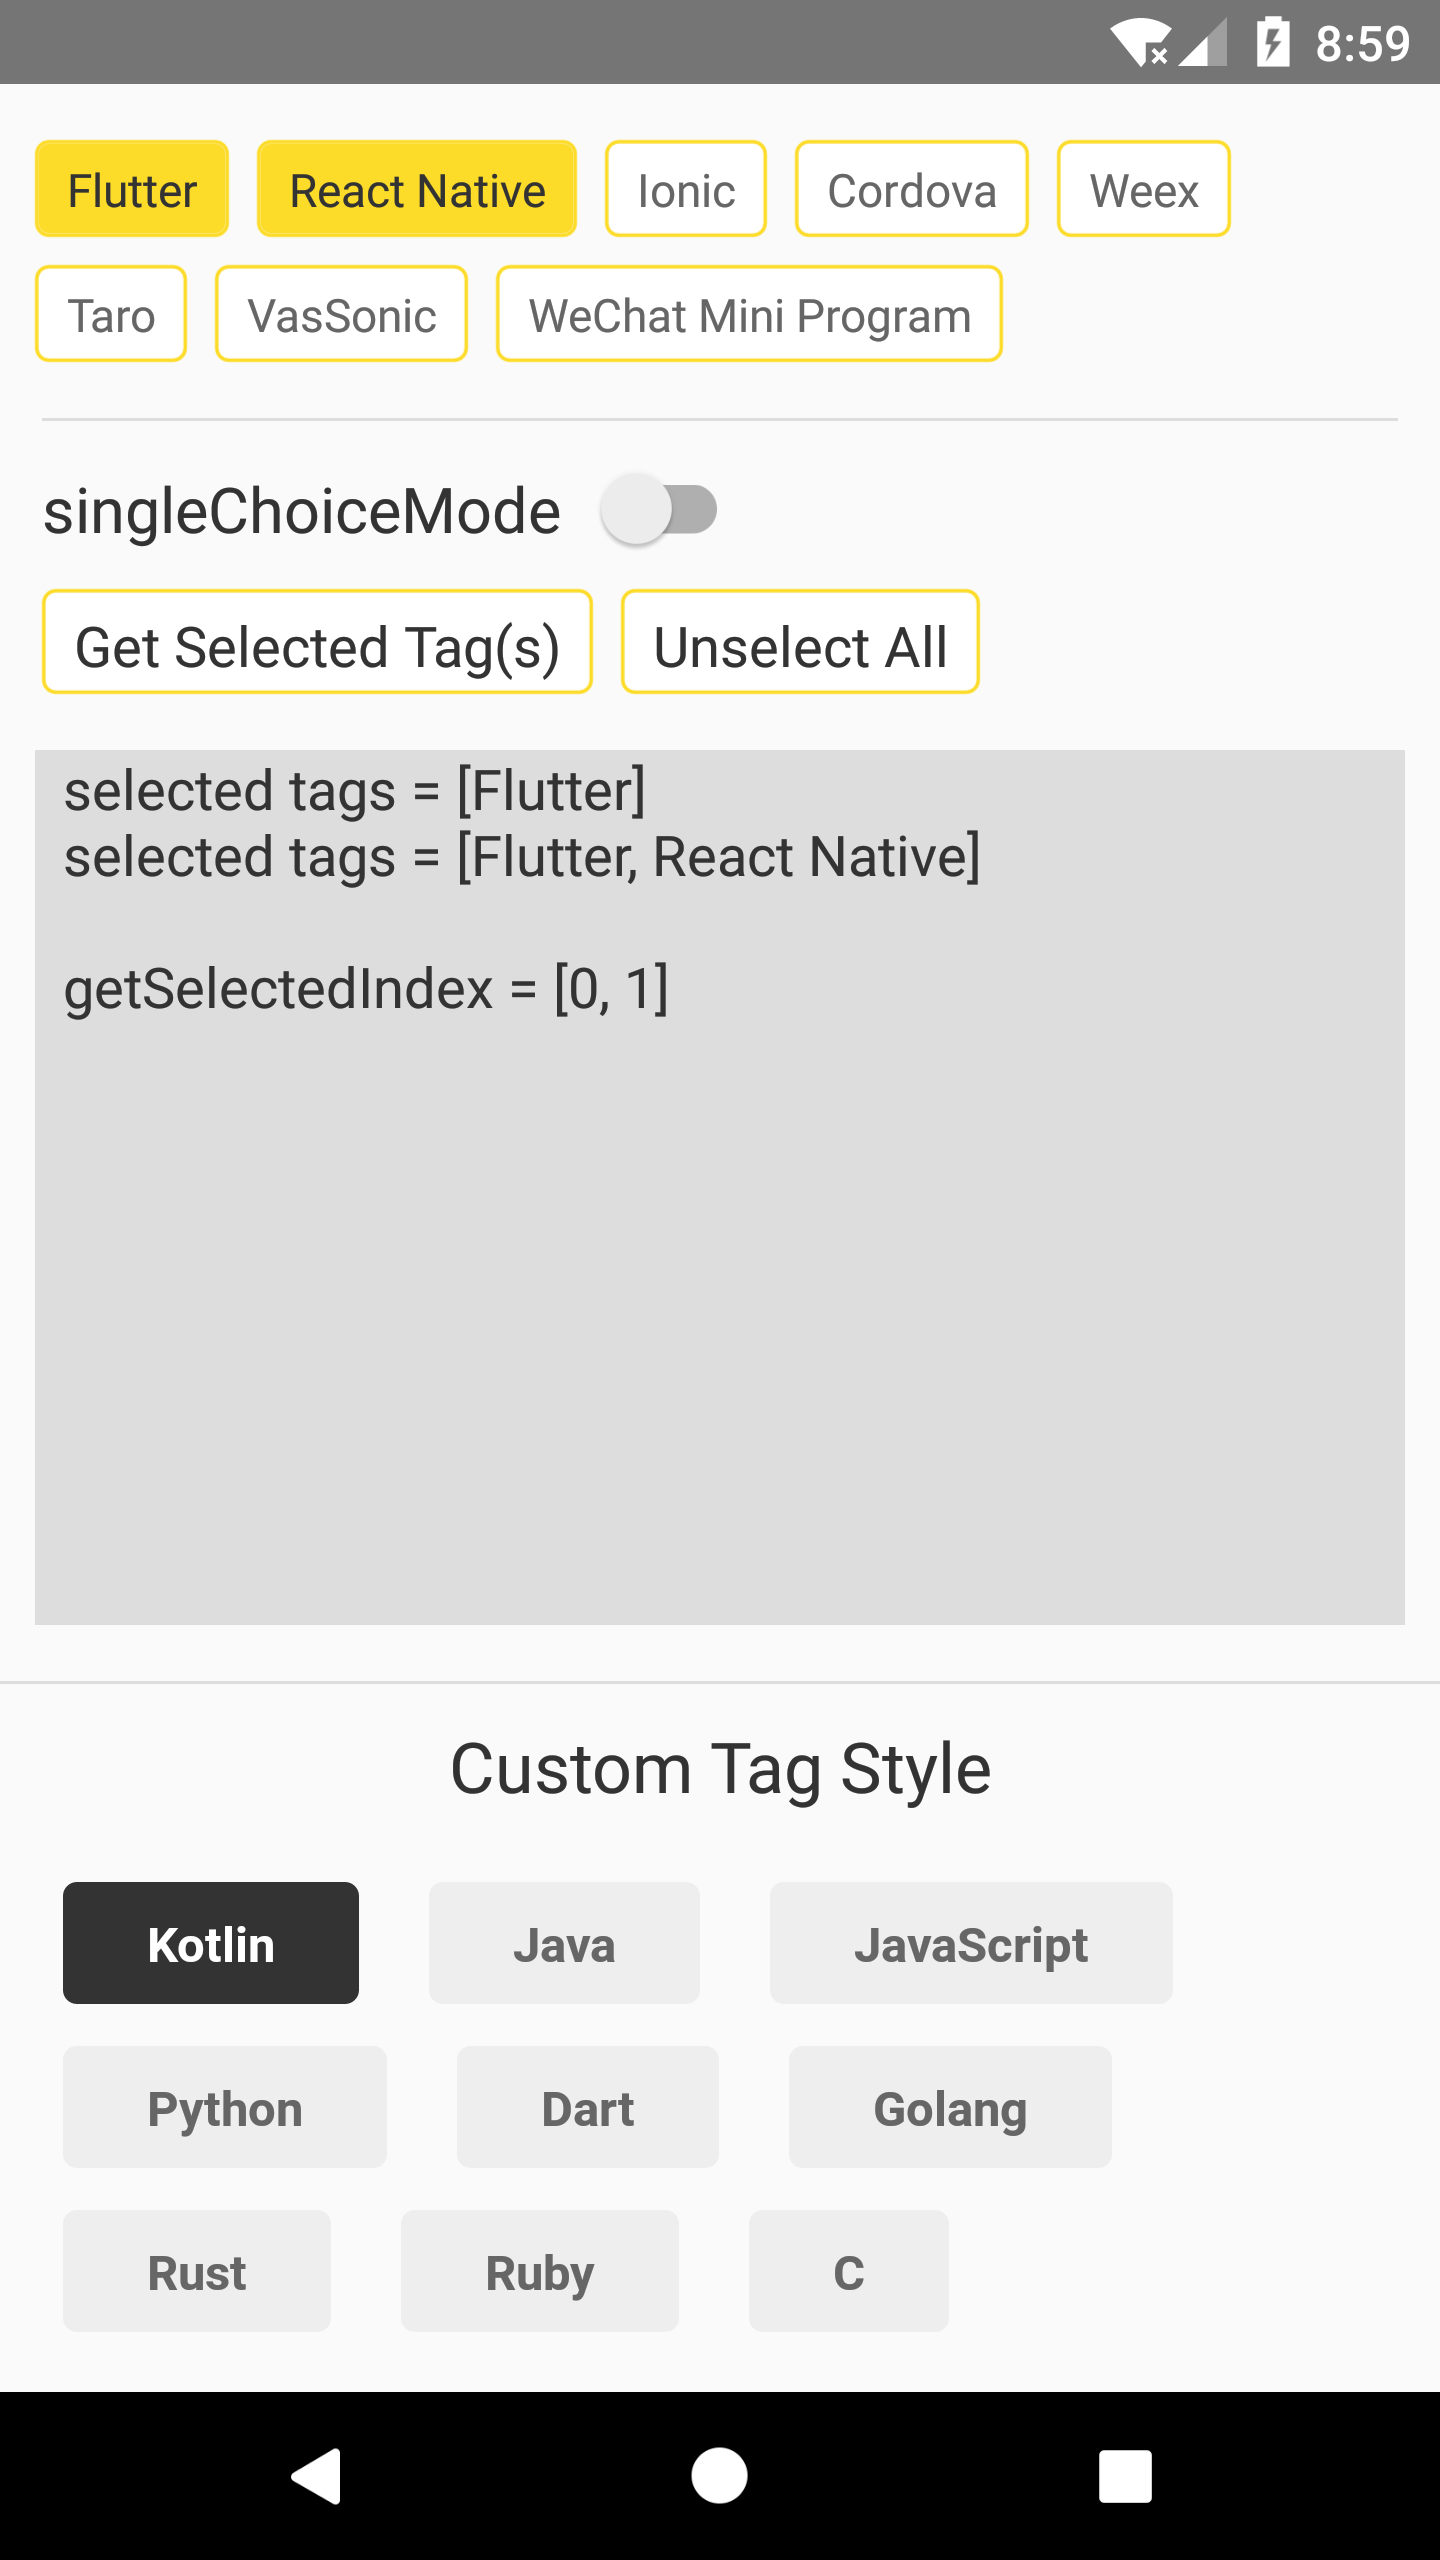 8:59
Flutter React Native Ionic Cordova Weex
Taro VasSonic WeChat Mini Program
singleChoiceMode
Get Selected Tag(s) Unselect All
selected tags = [Flutter]
selected tags = [Flutter, React Native]
getSelectedIndex = [0, 1]
Custom Tag Style
Kotlin Java JavaScript
Python Dart Golang
Rust Ruby C